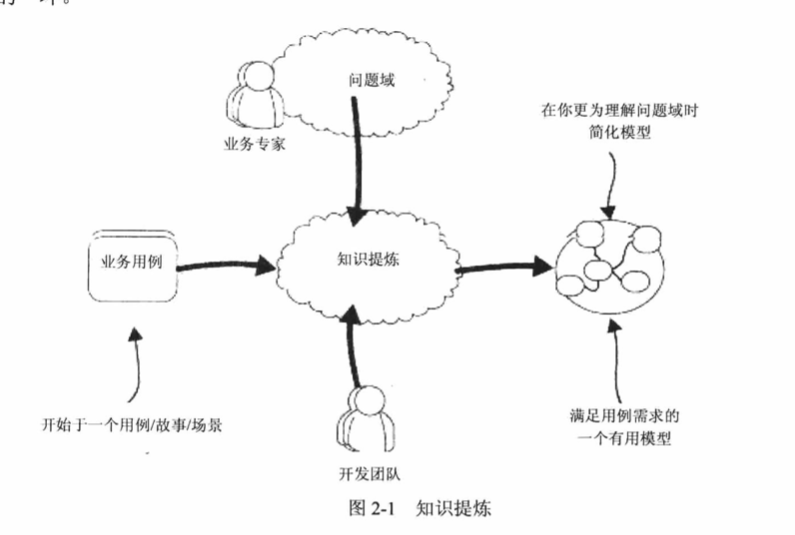 问题域
业务专家
在你更为理解问题域时
简化模型
业务用例
知识提炼
开始于一个用例/故事/场景
满足用例需求的
一个有用模型
开发团队
图 2-1 知识提炼